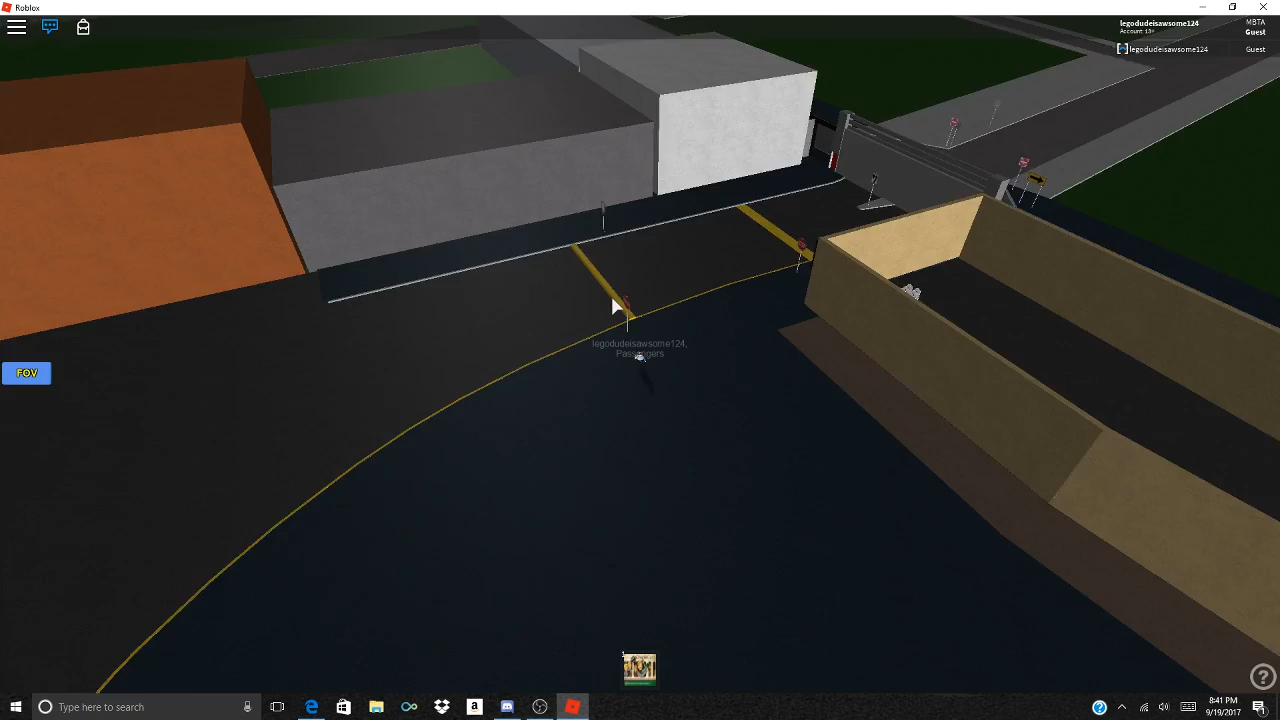 Roblox
legodudeisawsome124
Account: 13+
MBTA
Guest
legodudeisawsome124
Guest
FOV
legodudeisawsome124,
Passengers
Type here to search
8:41 PM
9/19/2017